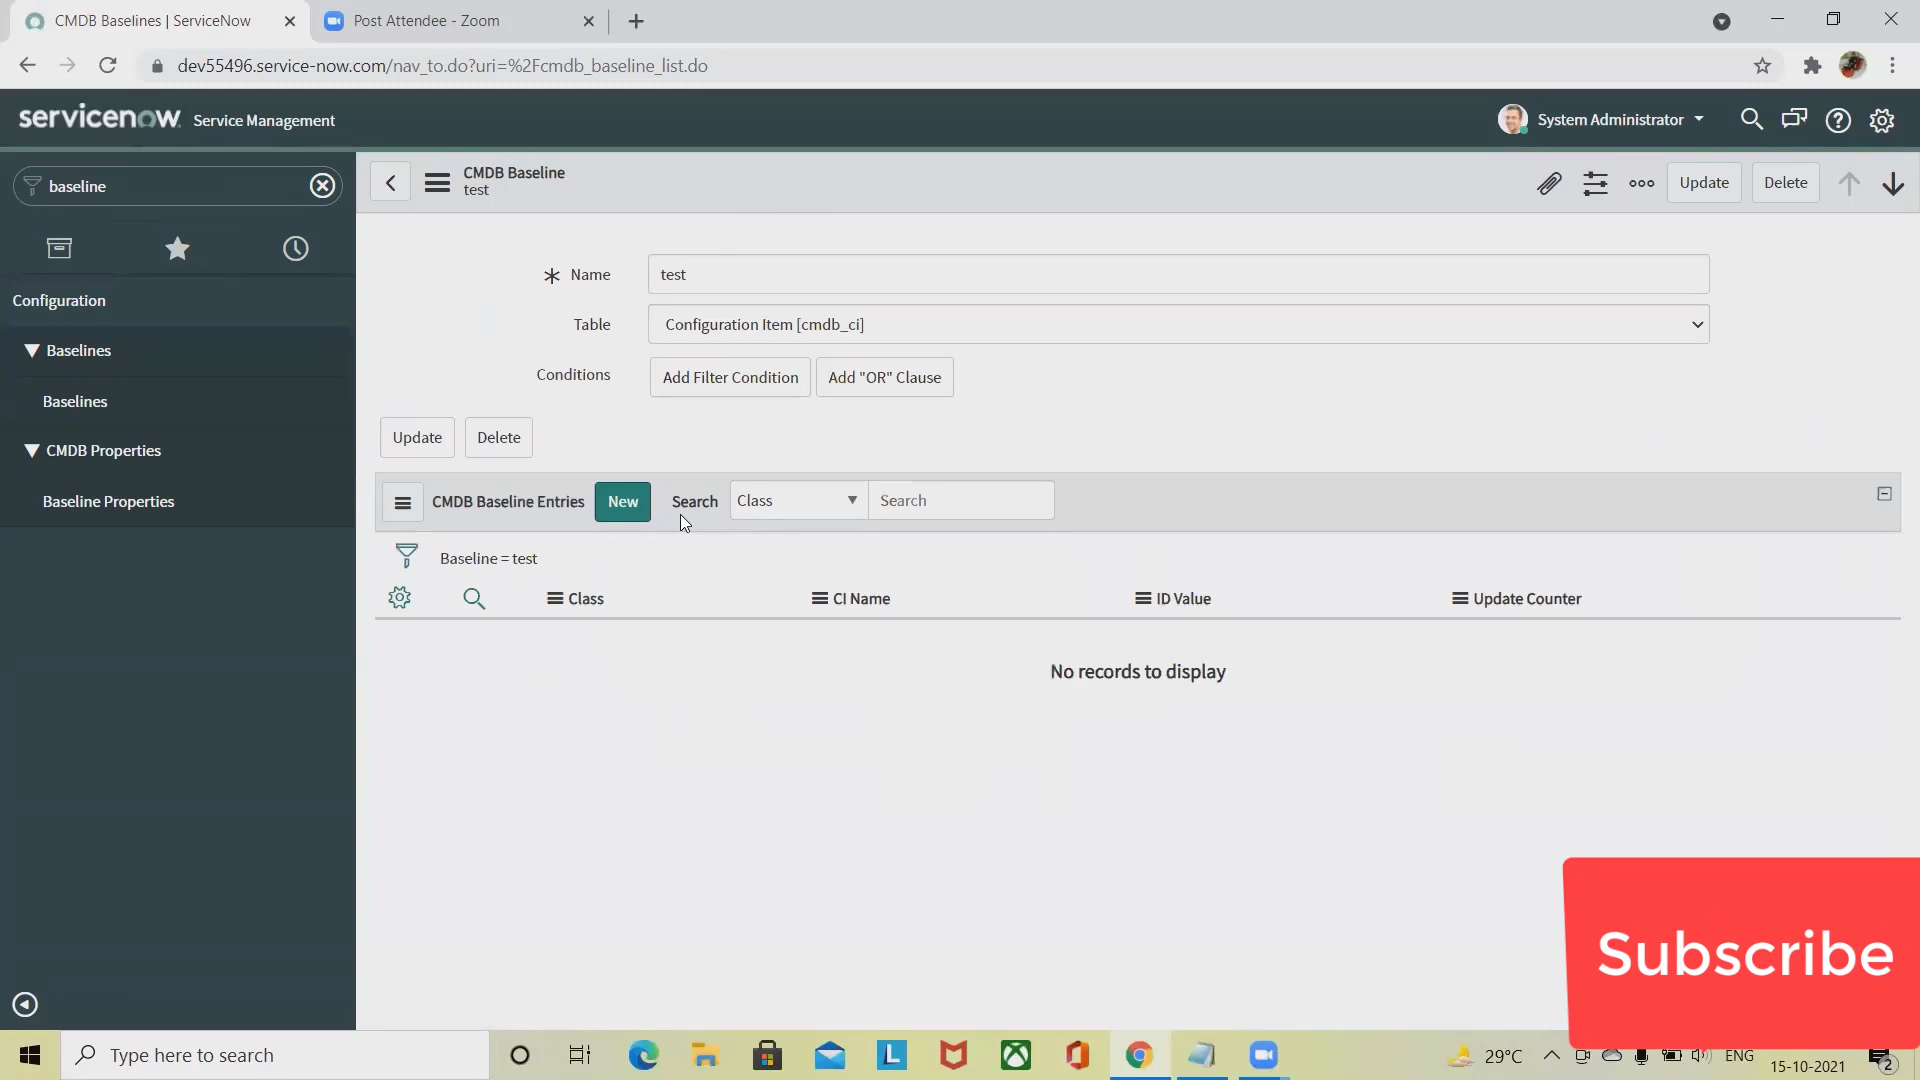 CMDB Baselines | ServiceNow
Post Attendee - Zoom
dev55496.service-now.com/nav_to.do?uri=%2Fcmdb_baseline_list.do
servicenow Service Management
System Administrator
baseline
CMDB Baseline
test
Update
Delete
Configuration
Baselines
Baselines
CMDB Properties
Baseline Properties
* Name
test
Table
Configuration Item [cmdb_ci]
Conditions
Add Filter Condition
Add "OR" Clause
Update
Delete
CMDB Baseline Entries
New
Search
Class
Search
Baseline = test
Class
CI Name
ID Value
Update Counter
No records to display
Subscribe
Type here to search
29°C
ENG
15-10-2021
2